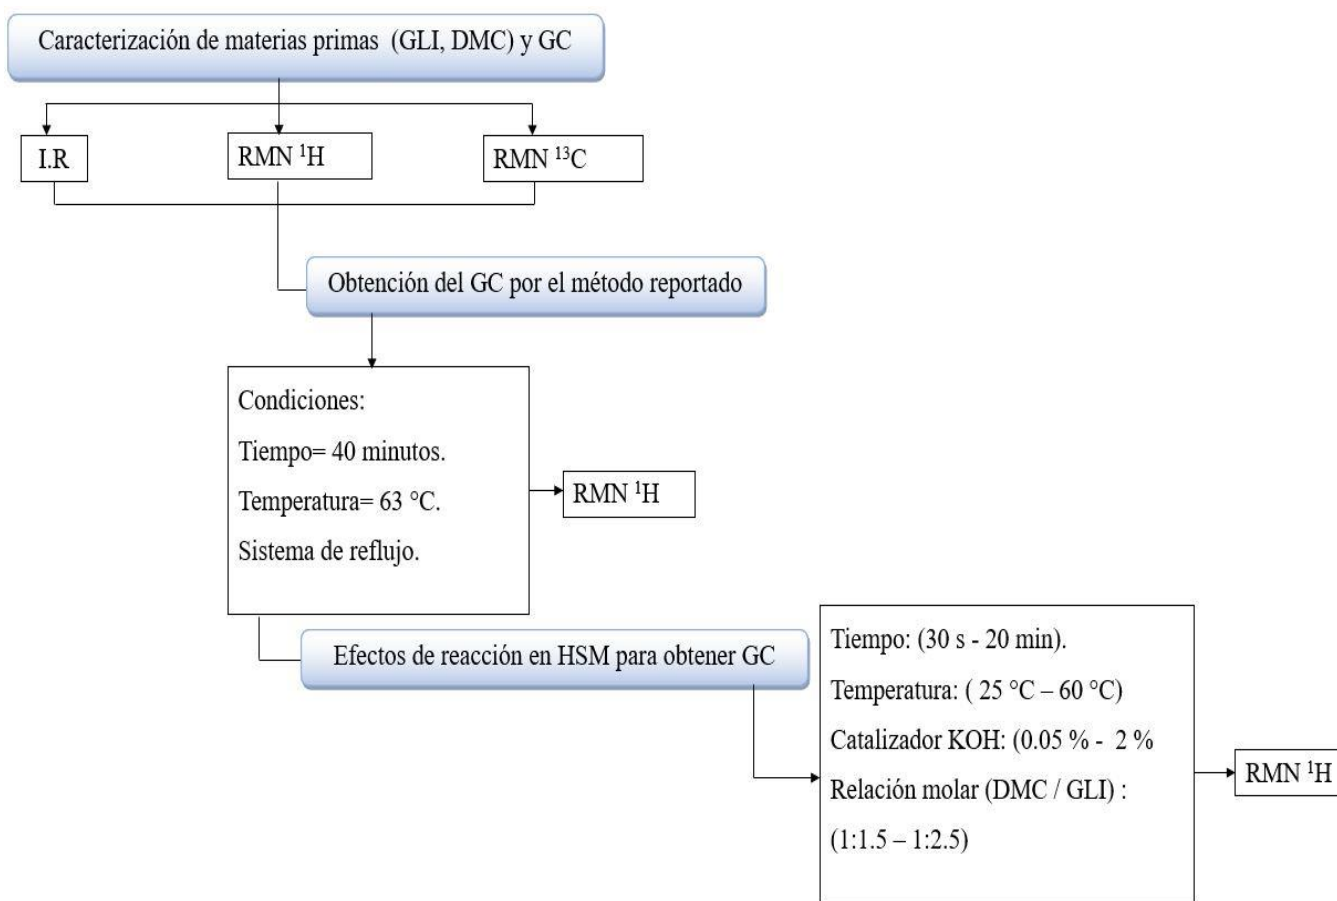 Caracterización de materias primas (GLI, DMC) y GC
I.R
RMN ¹H
RMN ¹³C
Obtención del GC por el método reportado
Condiciones:
Tiempo= 40 minutos.
Temperatura= 63 °C.
Sistema de reflujo.
RMN ¹H
Efectos de reacción en HSM para obtener GC
Tiempo: (30 s - 20 min).
Temperatura: ( 25 °C – 60 °C)
Catalizador KOH: (0.05 % - 2 %
Relación molar (DMC / GLI) :
(1:1.5 – 1:2.5)
RMN ¹H